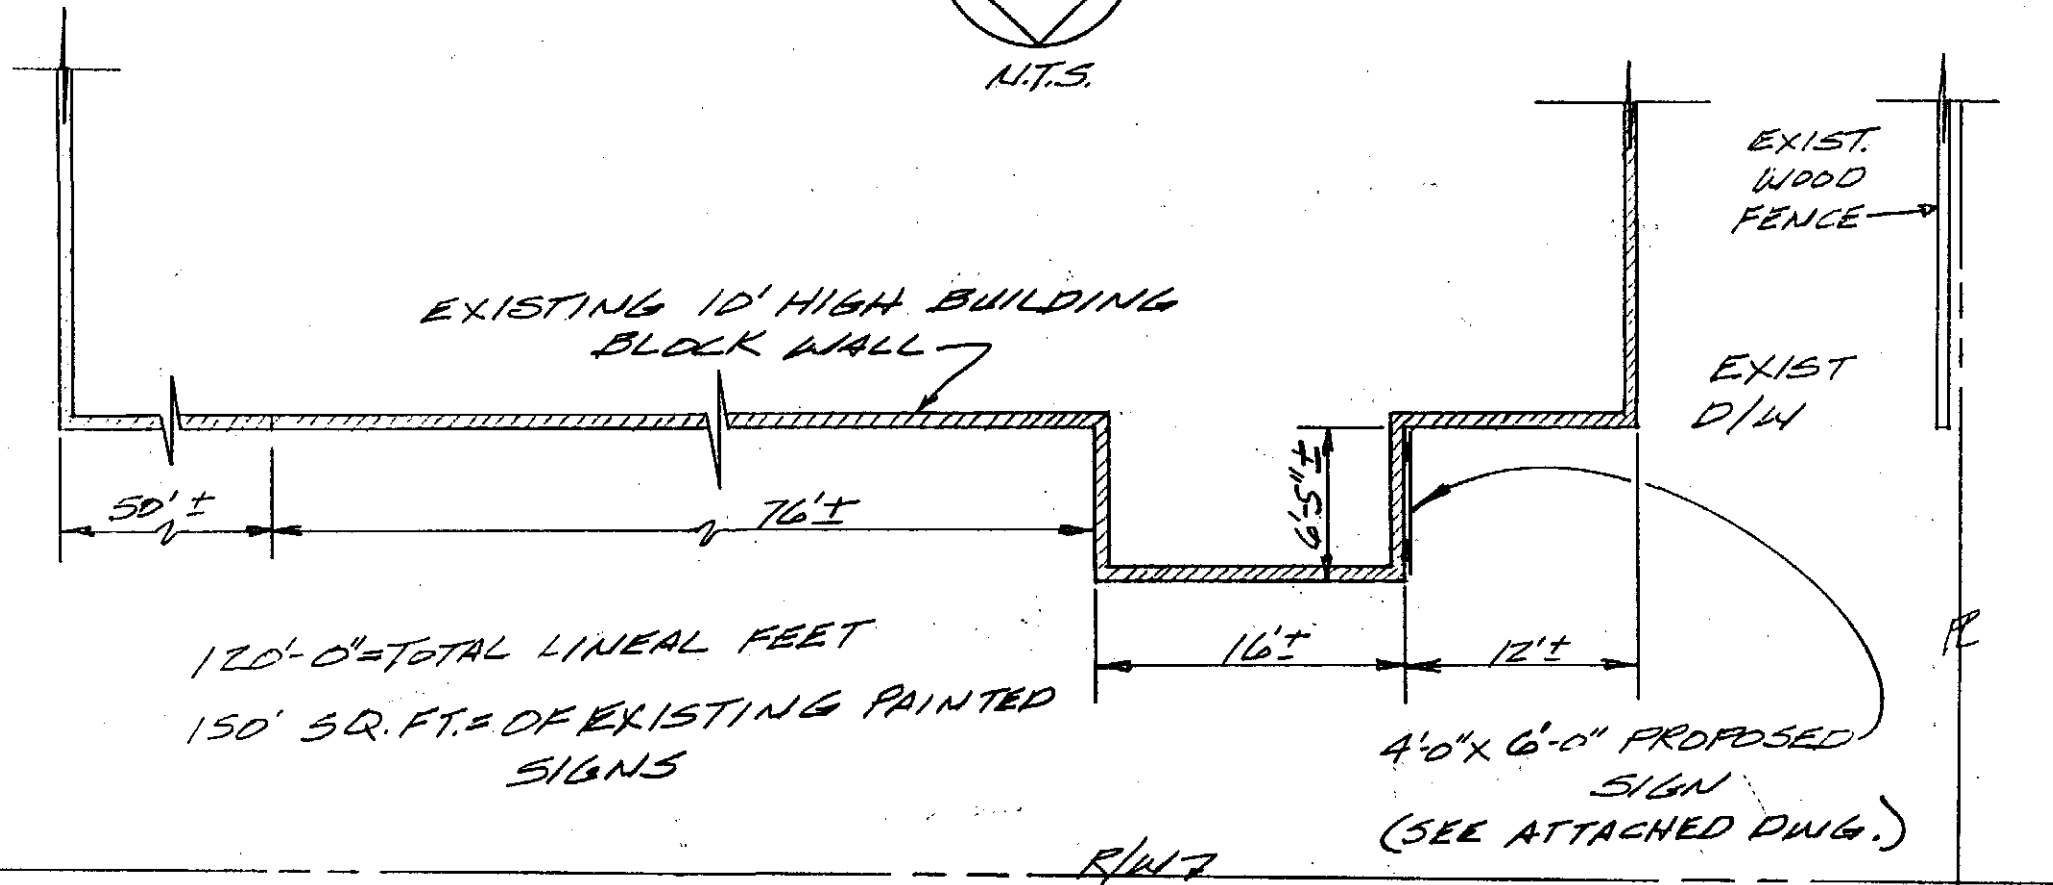 N.T.S.
EXIST.
WOOD
FENCE
EXISTING 10' HIGH BUILDING
BLOCK WALL
EXIST
D/W
50' ±
76' ±
6'-5" ±
16' ±
12' ±
120'-0" = TOTAL LINEAL FEET
150' SQ. FT. = OF EXISTING PAINTED
SIGNS
4'-0" X 6'-0" PROPOSED
SIGN
(SEE ATTACHED DWG.)
PL
R/W